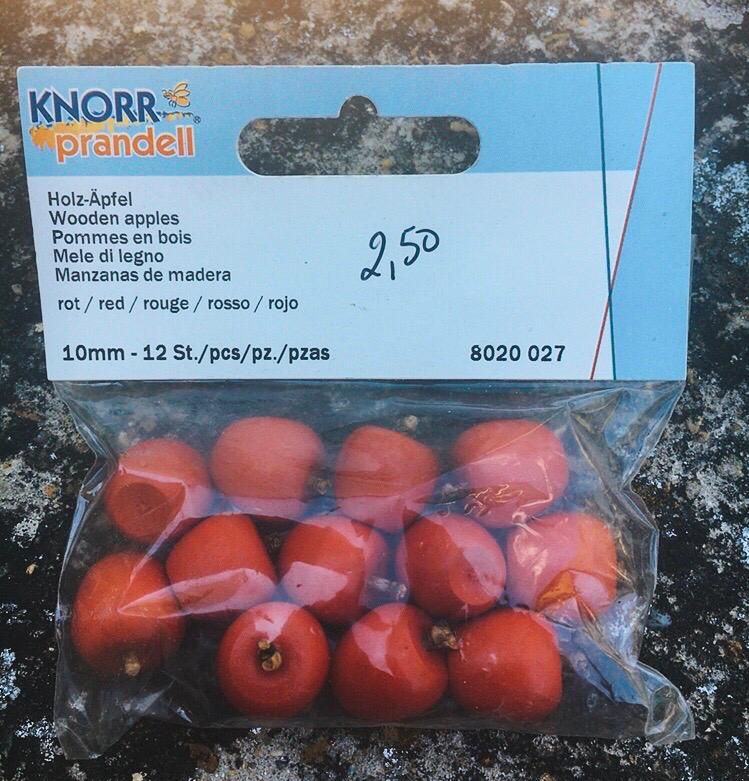 KNORR
prandell
®
Holz-Äpfel
Wooden apples
Pommes en bois
Mele di legno
Manzanas de madera
2,50
rot / red / rouge / rosso / rojo
10mm - 12 St./pcs/pz./pzas
8020 027